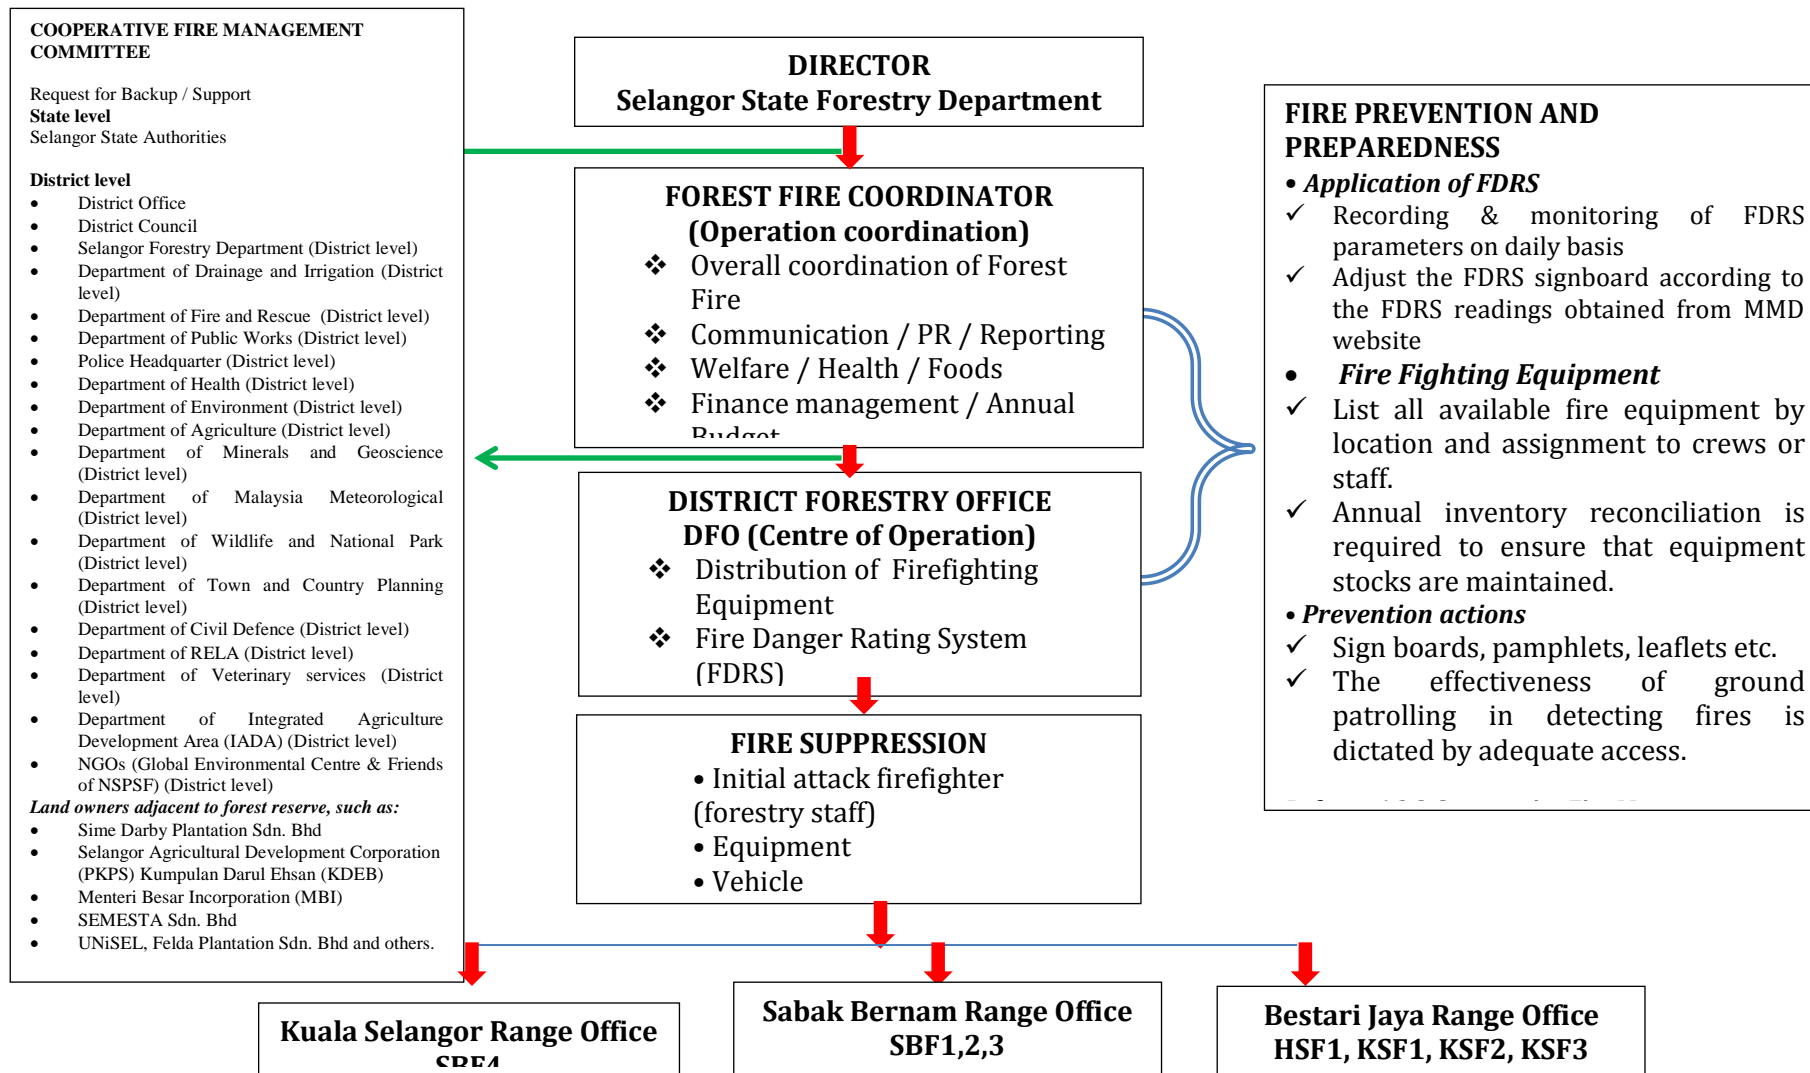 COOPERATIVE FIRE MANAGEMENT
COMMITTEE
Request for Backup / Support
State level
Selangor State Authorities
District level
• District Office
• District Council
• Selangor Forestry Department (District level)
• Department of Drainage and Irrigation (District
level)
• Department of Fire and Rescue (District level)
• Department of Public Works (District level)
• Police Headquarter (District level)
• Department of Health (District level)
• Department of Environment (District level)
• Department of Agriculture (District level)
• Department of Minerals and Geoscience
(District level)
• Department of Malaysia Meteorological
(District level)
• Department of Wildlife and National Park
(District level)
• Department of Town and Country Planning
(District level)
• Department of Civil Defence (District level)
• Department of RELA (District level)
• Department of Veterinary services (District
level)
• Department of Integrated Agriculture
Development Area (IADA) (District level)
• NGOs (Global Environmental Centre & Friends
of NSPSF) (District level)
Land owners adjacent to forest reserve, such as:
• Sime Darby Plantation Sdn. Bhd
• Selangor Agricultural Development Corporation
(PKPS) Kumpulan Darul Ehsan (KDEB)
• Menteri Besar Incorporation (MBI)
• SEMESTA Sdn. Bhd
• UNiSEL, Felda Plantation Sdn. Bhd and others.
DIRECTOR
Selangor State Forestry Department
FOREST FIRE COORDINATOR
(Operation coordination)
❖ Overall coordination of Forest
Fire
❖ Communication / PR / Reporting
❖ Welfare / Health / Foods
❖ Finance management / Annual
Budget
DISTRICT FORESTRY OFFICE
DFO (Centre of Operation)
❖ Distribution of Firefighting
Equipment
❖ Fire Danger Rating System
(FDRS)
FIRE SUPPRESSION
• Initial attack firefighter
(forestry staff)
• Equipment
• Vehicle
FIRE PREVENTION AND
PREPAREDNESS
• Application of FDRS
✓ Recording & monitoring of FDRS
parameters on daily basis
✓ Adjust the FDRS signboard according to
the FDRS readings obtained from MMD
website
• Fire Fighting Equipment
✓ List all available fire equipment by
location and assignment to crews or
staff.
✓ Annual inventory reconciliation is
required to ensure that equipment
stocks are maintained.
• Prevention actions
✓ Sign boards, pamphlets, leaflets etc.
✓ The effectiveness of ground
patrolling in detecting fires is
dictated by adequate access.
Kuala Selangor Range Office
SBF4
Sabak Bernam Range Office
SBF1,2,3
Bestari Jaya Range Office
HSF1, KSF1, KSF2, KSF3